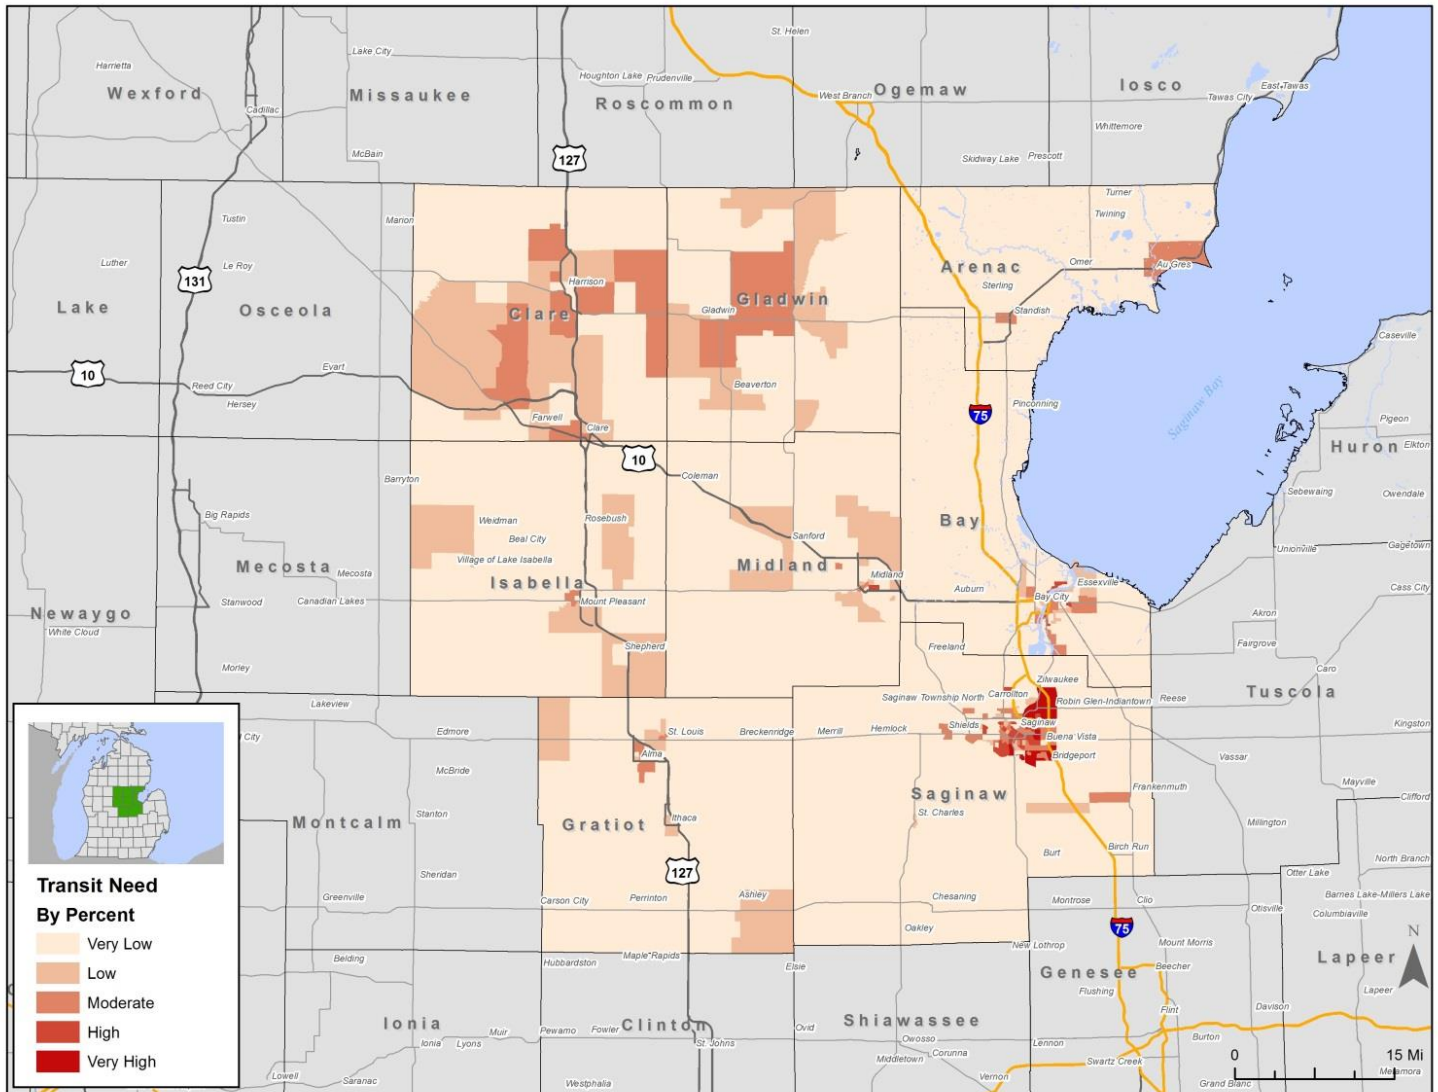 St. Helen
Lake City
Harrietta
Houghton Lake
Prudenville
Wexford
Missaukee
Roscommon
West Branch
Ogemaw
Iosco
East Tawas
Tawas City
Cadillac
Whittemore
McBain
127
Skidway Lake
Prescott
Tustin
Marion
Turner
Twining
Luther
Le Roy
131
Harrison
Arenac
Omer
Au Gres
Sterling
Lake
Osceola
Clare
Gladwin
Gladwin
Standish
Caseville
10
Evart
Reed City
Hersey
Beaverton
Pinconning
Saginaw Bay
75
Farwell
Clare
Pigeon
Huron
Elkton
10
Barryton
Coleman
Sebewaing
Owendale
Big Rapids
Weidman
Rosebush
Bay
Beal City
Sanford
Unionville
Gagetown
Village of Lake Isabella
Mecosta
Mecosta
Isabella
Midland
Midland
Essexville
Auburn
Bay City
Cass City
Stanwood
Canadian Lakes
Mount Pleasant
Newaygo
White Cloud
Akron
Fairgrove
Shepherd
Freeland
Morley
Caro
Zilwaukee
Saginaw Township North
Carrollton
Robin Glen-Indiantown
Reese
Tuscola
Lakeview
Kingston
City
Edmore
St. Louis
Breckenridge
Merrill
Hemlock
Shields
Saginaw
Buena Vista
Alma
Bridgeport
Vassar
McBride
Mayville
Frankenmuth
Clifford
Saginaw
Montcalm
Stanton
Gratiot
Ithaca
St. Charles
Millington
Burt
Birch Run
North Branch
Sheridan
127
Otter Lake
Greenville
Carson City
Perrinton
Ashley
Chesaning
Montrose
Clio
Otisville
Barnes Lake-Millers Lake
Columbiaville
Oakley
75
N
New Lothrop
Mount Morris
Belding
Hubbardston
Maple Rapids
Elsie
Genesee
Beecher
Lapeer
Flushing
Lapeer
Ionia
Muir
Pewamo
Fowler
Clinton
Ovid
Shiawassee
Flint
Davison
Ionia
Lyons
St. Johns
Owosso
Corunna
Middletown
Lennon
Burton
Swartz Creek
Lowell
Saranac
Westphalia
Vernon
Grand Blanc
Metamora
0
15 Mi
Transit Need
By Percent
Very Low
Low
Moderate
High
Very High